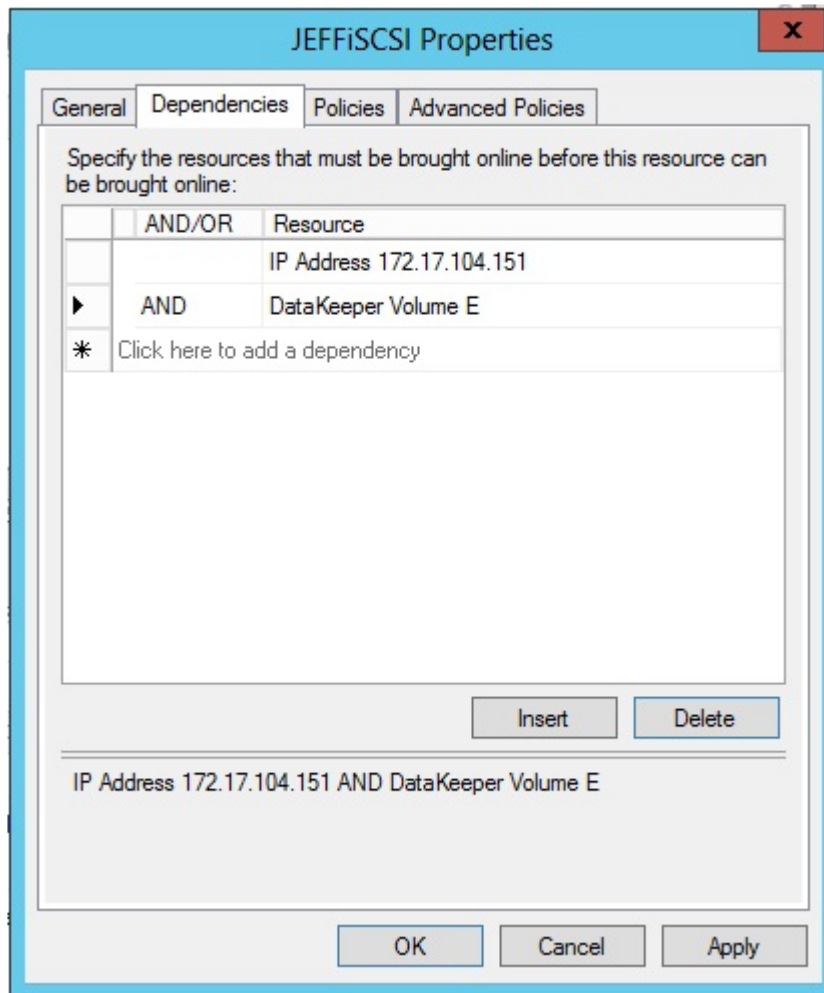 JEFFiSCSI Properties
x
General Dependencies Policies Advanced Policies
Specify the resources that must be brought online before this resource can
be brought online:
AND/OR Resource
IP Address 172.17.104.151
AND DataKeeper Volume E
Click here to add a dependency
Insert Delete
IP Address 172.17.104.151 AND DataKeeper Volume E
OK Cancel Apply